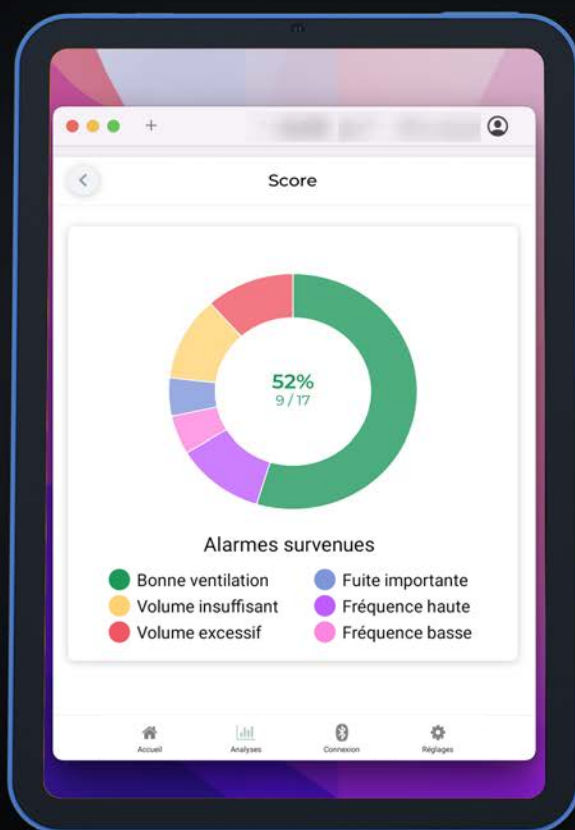 Score
52%
9 / 17
Alarmes survenues
Bonne ventilation
Fuite importante
Volume insuffisant
Fréquence haute
Volume excessif
Fréquence basse
Accueil
Analyses
Connexion
Réglages